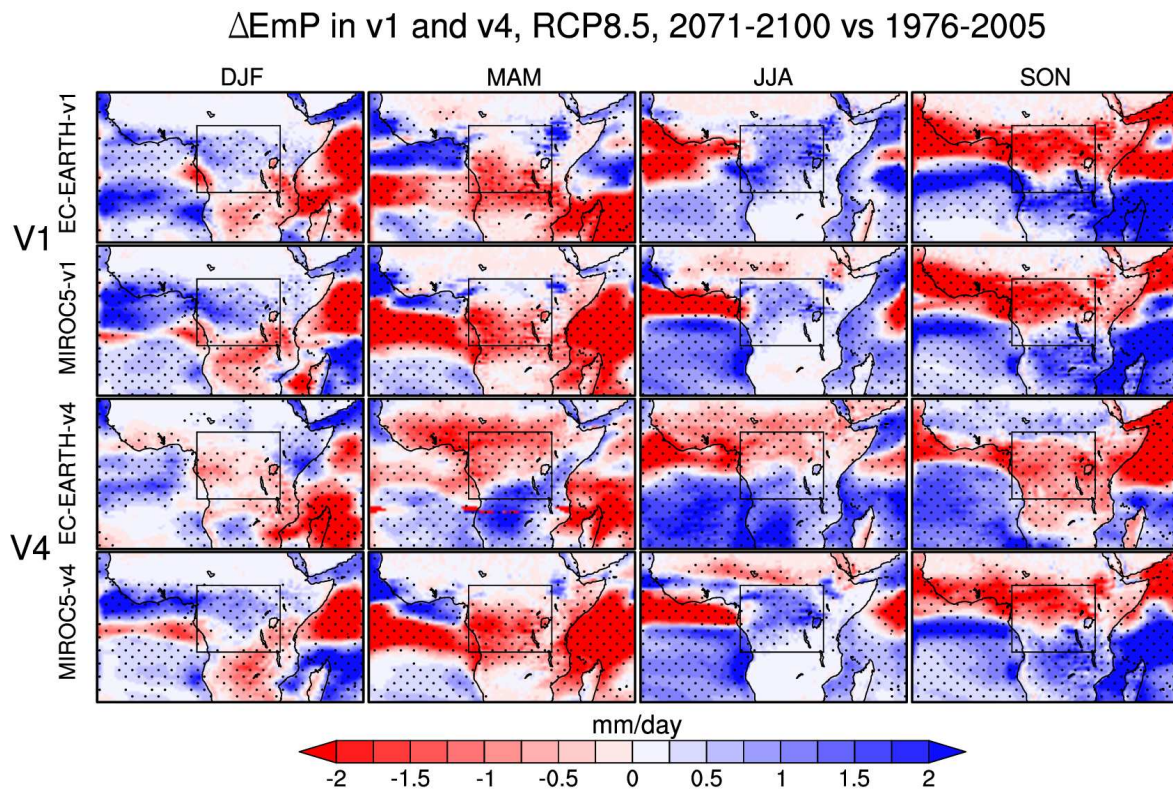 ΔEmP in v1 and v4, RCP8.5, 2071-2100 vs 1976-2005
DJF MAM JJA SON
V1
EC-EARTH-v1
MIROC5-v1
V4
EC-EARTH-v4
MIROC5-v4
mm/day
-2 -1.5 -1 -0.5 0 0.5 1 1.5 2